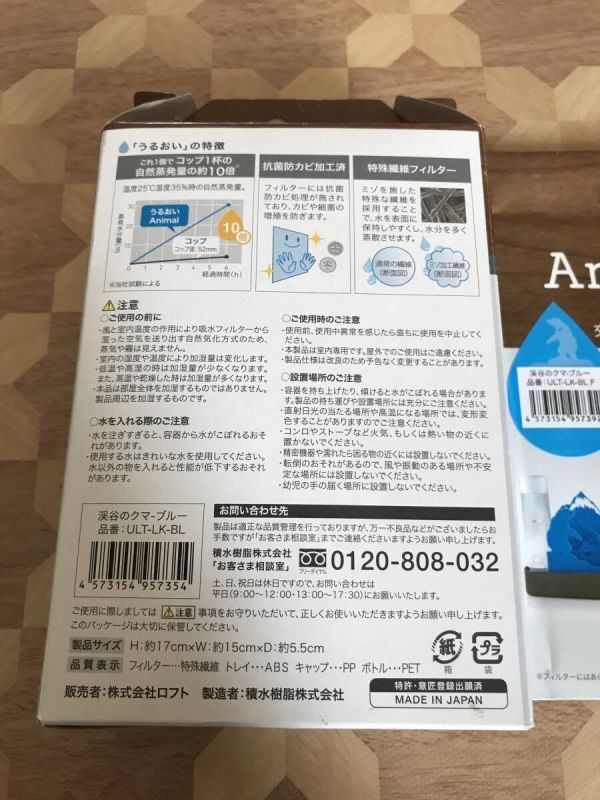 「うるおい」の特徴
これ1個で コップ1杯の
自然蒸発量の約10倍
温度25℃湿度35%時の自然蒸発量。
蒸発水分量(g)
うるおい
Animal
10倍
コップ
コップ径:52mm
0 1 2 3 4 5 6
経過時間(h)
※当社試験による
抗菌防カビ加工済
フィルターには抗菌
防カビ処理が施さ
れており、カビや細菌の
増殖を防ぎます。
特殊繊維フィルター
ミゾを施した
特殊な繊維を
採用すること
で、水を表面に
保持しやすくし、水分を多く
蒸散させます。
通常の繊維
(断面図)
ミゾ加工繊維
(断面図)
注意
○ご使用の前に
・風と室内温度の作用により吸水フィルターから
湿った空気を送り出す自然気化方式のため、
蒸気や霧は見えません。
・室内の湿度や温度により加湿量は変化します。
・低温や高湿の時は加湿量が少なくなります。
また、高温や乾燥した時は加湿量が多くなります。
・本品は部屋全体を加湿するものではありません。
製品周辺を加湿するものです。
○水を入れる際のご注意
・水を注ぎすぎると、容器から水がこぼれるおそ
れがあります。
・使用する水はきれいな水を使用してください。
水以外の物を入れると性能が低下するおそれ
があります。
○ご使用時のご注意
・使用前、使用中異常を感じたら直ちに使用を中止してく
ださい。
・本製品は室内専用です。屋外でのご使用はご遠慮ください。
・製品仕様は改良のため予告なく変更することがあります。
○設置場所のご注意
・容器を持ち上げたり、傾けると水がこぼれる場合がありま
す。製品の持ち運びや設置場所には充分にご注意ください。
・直射日光の当たる場所や高温になる場所では、変形変
色することがありますのでご注意ください。
・コンロやストーブなど火気、もしくは熱い物の近くに
置かないでください。
・精密機器や濡れたら困る物の近くには設置しないでください。
・転倒のおそれがあるので、風や振動のある場所や不安
定な場所には設置しないでください。
・幼児の手の届く場所に設置しないでください。
渓谷のクマ-ブルー
品番:ULT-LK-BL
4 573154 957354
お問い合わせ先
製品は適正な品質管理を行っておりますが、万一不良品などがございましたらお
手数ですが「お客さま相談室」までご連絡くださいますようお願い申し上げます。
積水樹脂株式会社
「お客さま相談室」
フリーダイヤル
0120-808-032
土、日、祝日は休日ですので、お問い合わせは
平日(9:00～12:00・13:00～17:30)にお願いいたします。
ご使用に際しましては 注意 事項をお守りいただいて、正しくお使いいただきますようお願い申し上げます。
このパッケージは大切に保管してください。
製品サイズ H:約17cm×W:約15cm×D:約5.5cm
品質表示 フィルター…特殊繊維 トレイ…ABS キャップ…PP ボトル…PET
紙
箱
プラ
袋
販売者:株式会社ロフト 製造者:積水樹脂株式会社
特許・意匠登録出願済
MADE IN JAPAN
An
渓谷のクマ-ブルー
品番:ULT-LK-BL F
4 573154 957392
※フィルターにはあら